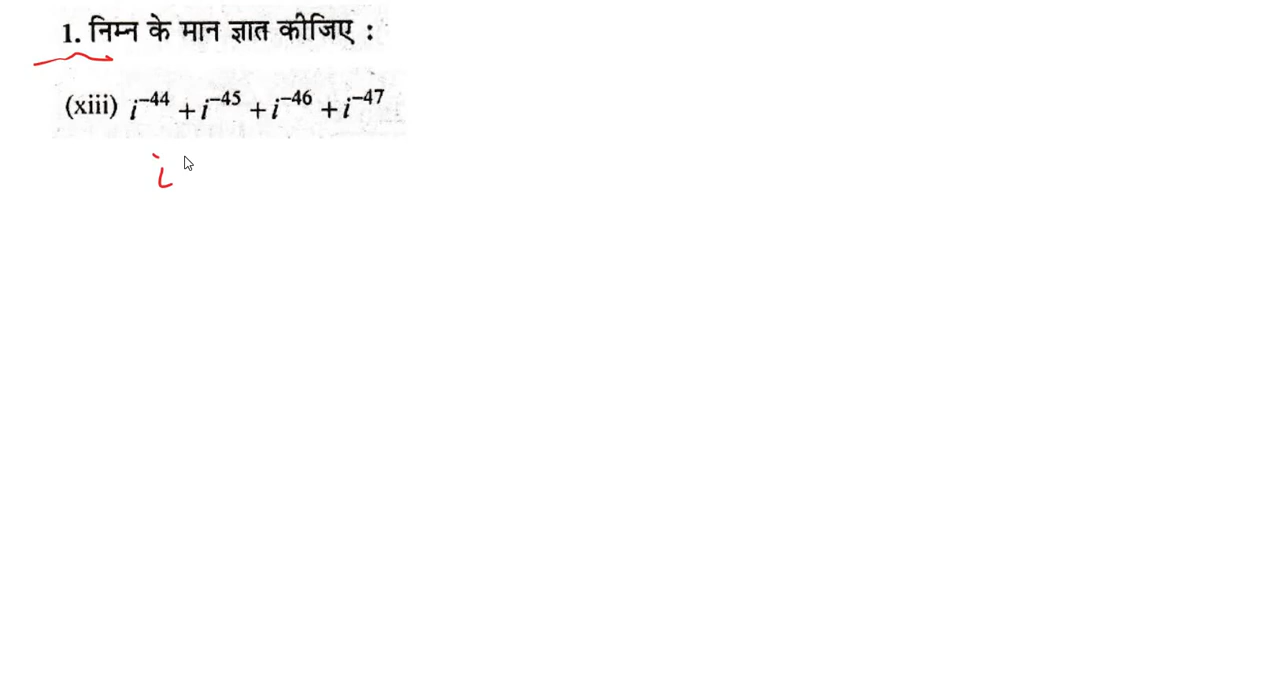 1. निम्न के मान ज्ञात कीजिए :
(xiii) i⁻⁴⁴ + i⁻⁴⁵ + i⁻⁴⁶ + i⁻⁴⁷
i